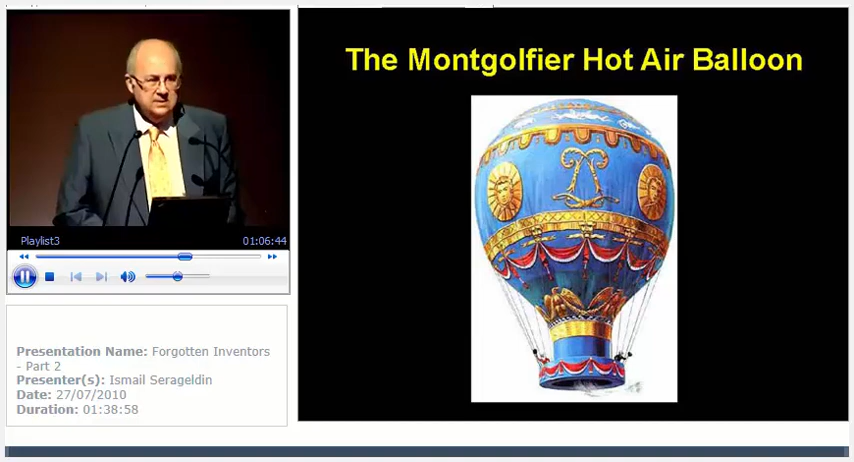 The Montgolfier Hot Air Balloon
Playlist3
01:06:44
Presentation Name: Forgotten Inventors
- Part 2
Presenter(s): Ismail Serageldin
Date: 27/07/2010
Duration: 01:38:58